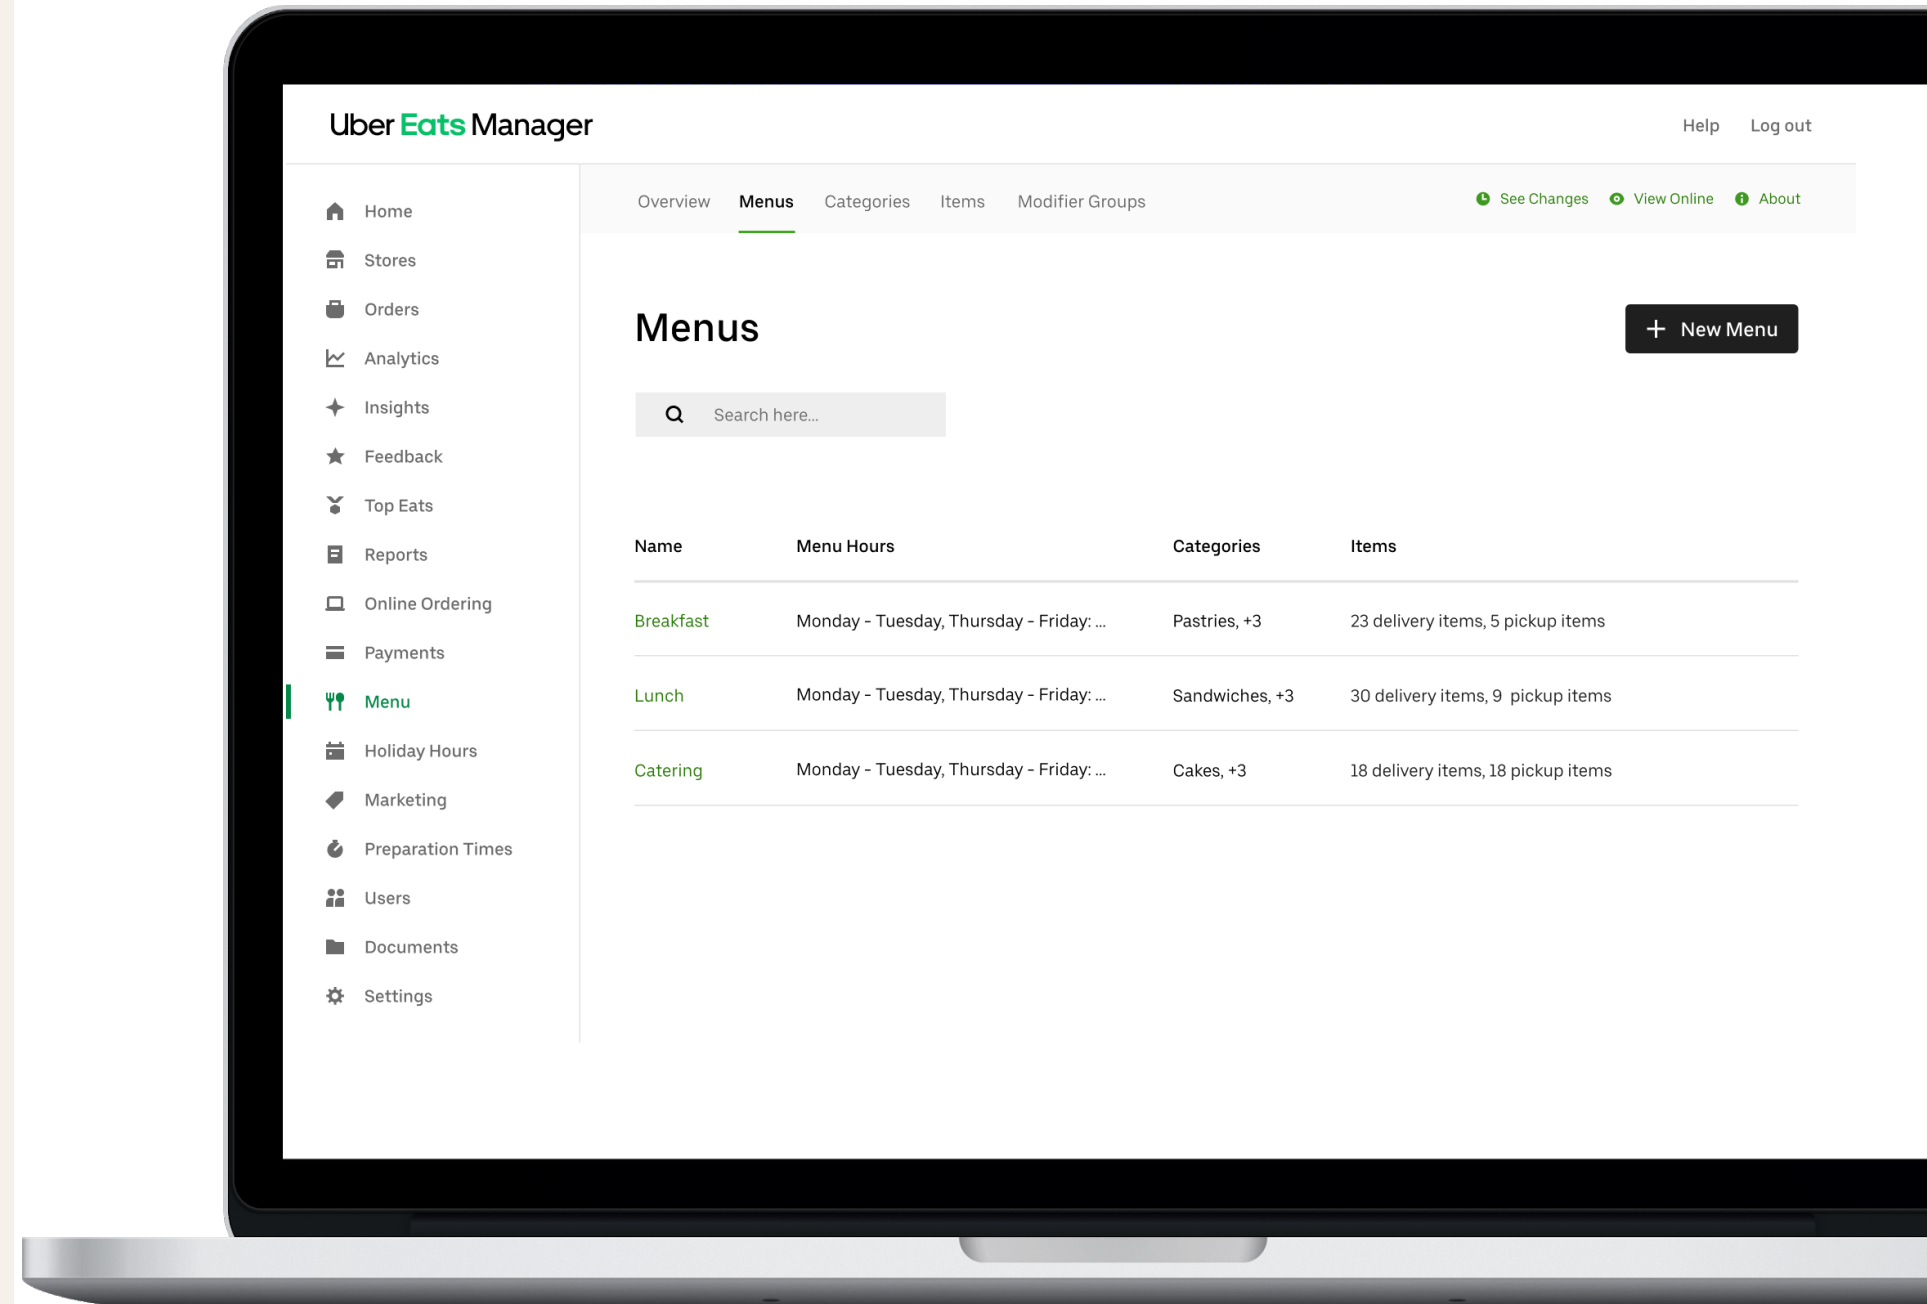 Uber Eats Manager
Help Log out
Home
Stores
Orders
Analytics
Insights
Feedback
Top Eats
Reports
Online Ordering
Payments
Menu
Holiday Hours
Marketing
Preparation Times
Users
Documents
Settings
Overview Menus Categories Items Modifier Groups
See Changes View Online About
Menus
+ New Menu
Search here...
Name Menu Hours Categories Items
Breakfast Monday - Tuesday, Thursday - Friday: ... Pastries, +3 23 delivery items, 5 pickup items
Lunch Monday - Tuesday, Thursday - Friday: ... Sandwiches, +3 30 delivery items, 9 pickup items
Catering Monday - Tuesday, Thursday - Friday: ... Cakes, +3 18 delivery items, 18 pickup items